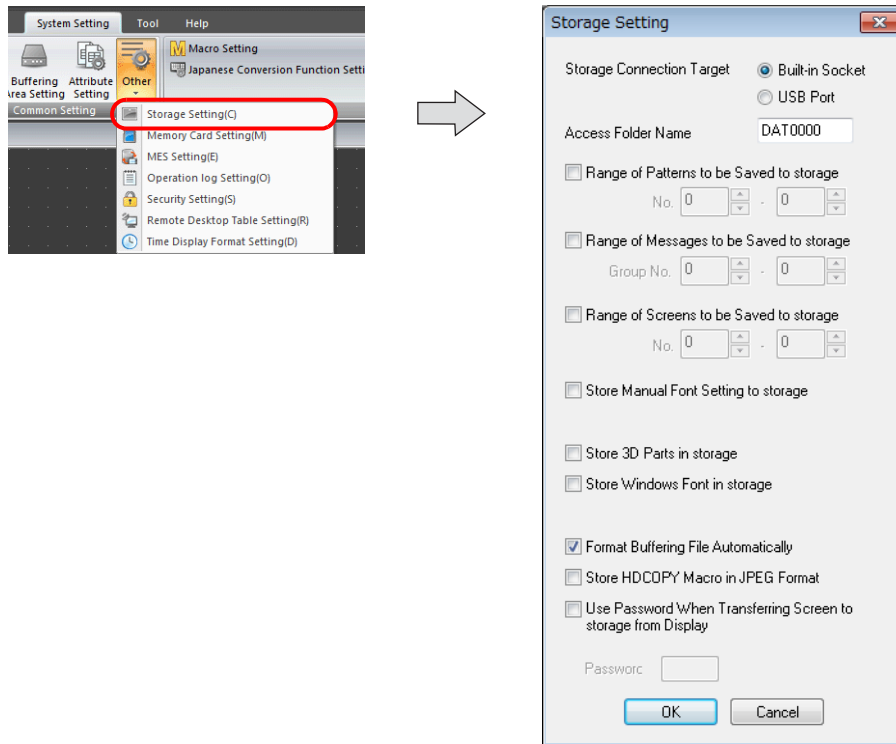 System Setting Tool Help
Macro Setting
Japanese Conversion Function Setti
Buffering Attribute Other
Area Setting Setting
Common Setting
Storage Setting(C)
Memory Card Setting(M)
MES Setting(E)
Operation log Setting(O)
Security Setting(S)
Remote Desktop Table Setting(R)
Time Display Format Setting(D)
Storage Setting
Storage Connection Target Built-in Socket
USB Port
Access Folder Name DAT0000
Range of Patterns to be Saved to storage
No. 0 - 0
Range of Messages to be Saved to storage
Group No. 0 - 0
Range of Screens to be Saved to storage
No. 0 - 0
Store Manual Font Setting to storage
Store 3D Parts in storage
Store Windows Font in storage
Format Buffering File Automatically
Store HDCOPY Macro in JPEG Format
Use Password When Transferring Screen to
storage from Display
Passworc
OK Cancel